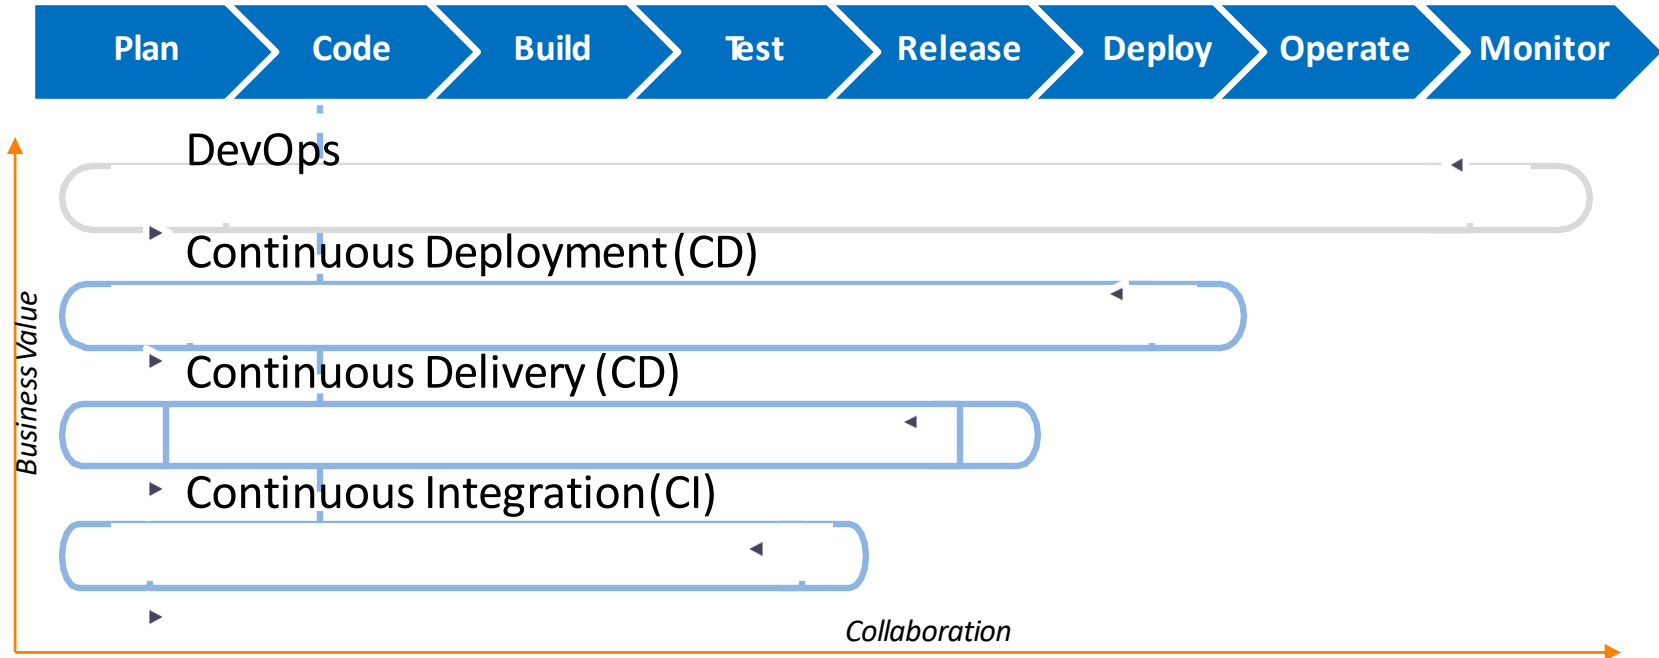 Plan Code Build Test Release Deploy Operate Monitor
DevOps
Continuous Deployment (CD)
Continuous Delivery (CD)
Continuous Integration (CI)
Business Value
Collaboration